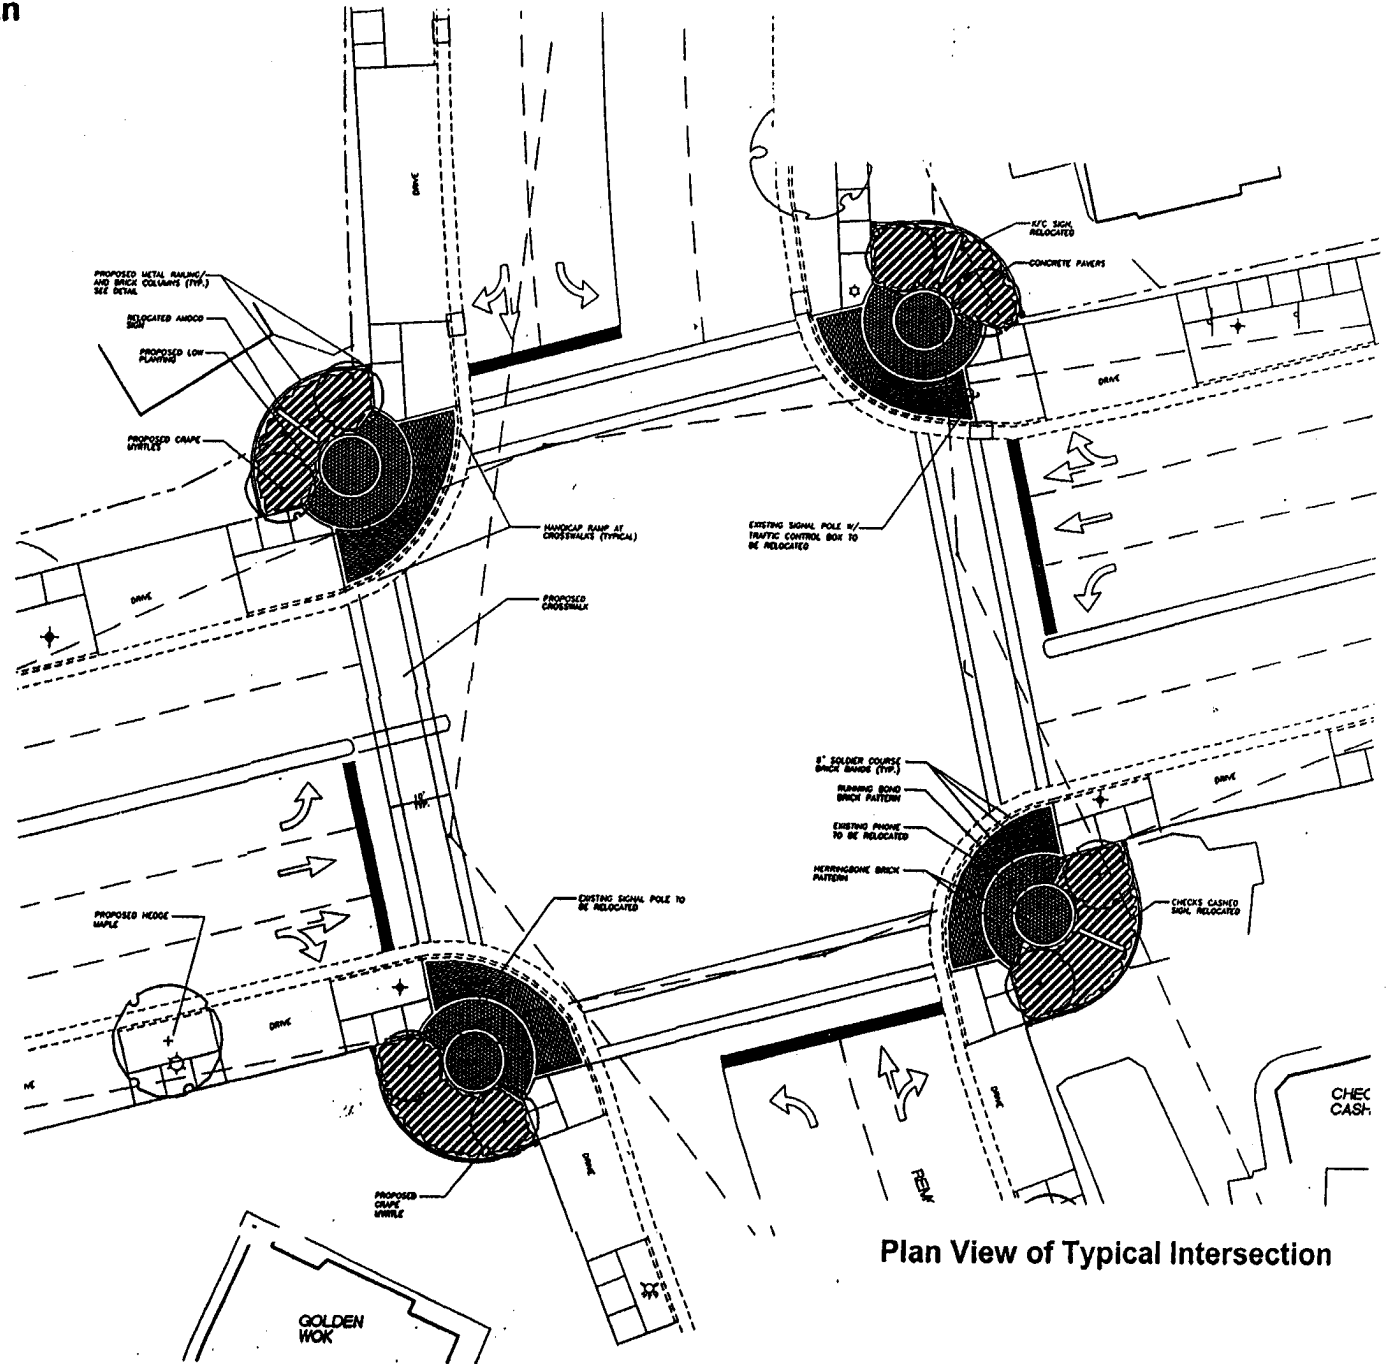 n
DRIVE
KFC SIGN,
RELOCATED
CONCRETE PAVERS
PROPOSED METAL RAILING/
AND BRICK COLUMNS (TYP.)
SEE DETAIL
RELOCATED AMOCO
SIGN
PROPOSED LOW
PLANTING
DRIVE
PROPOSED CRAPE
MYRTLES
HANDICAP RAMP AT
CROSSWALKS (TYPICAL)
EXISTING SIGNAL POLE W/
TRAFFIC CONTROL BOX TO
BE RELOCATED
DRIVE
PROPOSED
CROSSWALK
8" SOLDIER COURSE
BRICK BANDS (TYP.)
RUNNING BOND
BRICK PATTERN
DRIVE
10'
TYP.
EXISTING PHONE
TO BE RELOCATED
HERRINGBONE BRICK
PATTERN
EXISTING SIGNAL POLE TO
BE RELOCATED
CHECKS CASHED
SIGN, RELOCATED
PROPOSED HEDGE
MAPLE
DRIVE
VE
DRIVE
CHEC
CASH
DRIVE
PROPOSED
CRAPE
MYRTLE
Plan View of Typical Intersection
GOLDEN
WOK